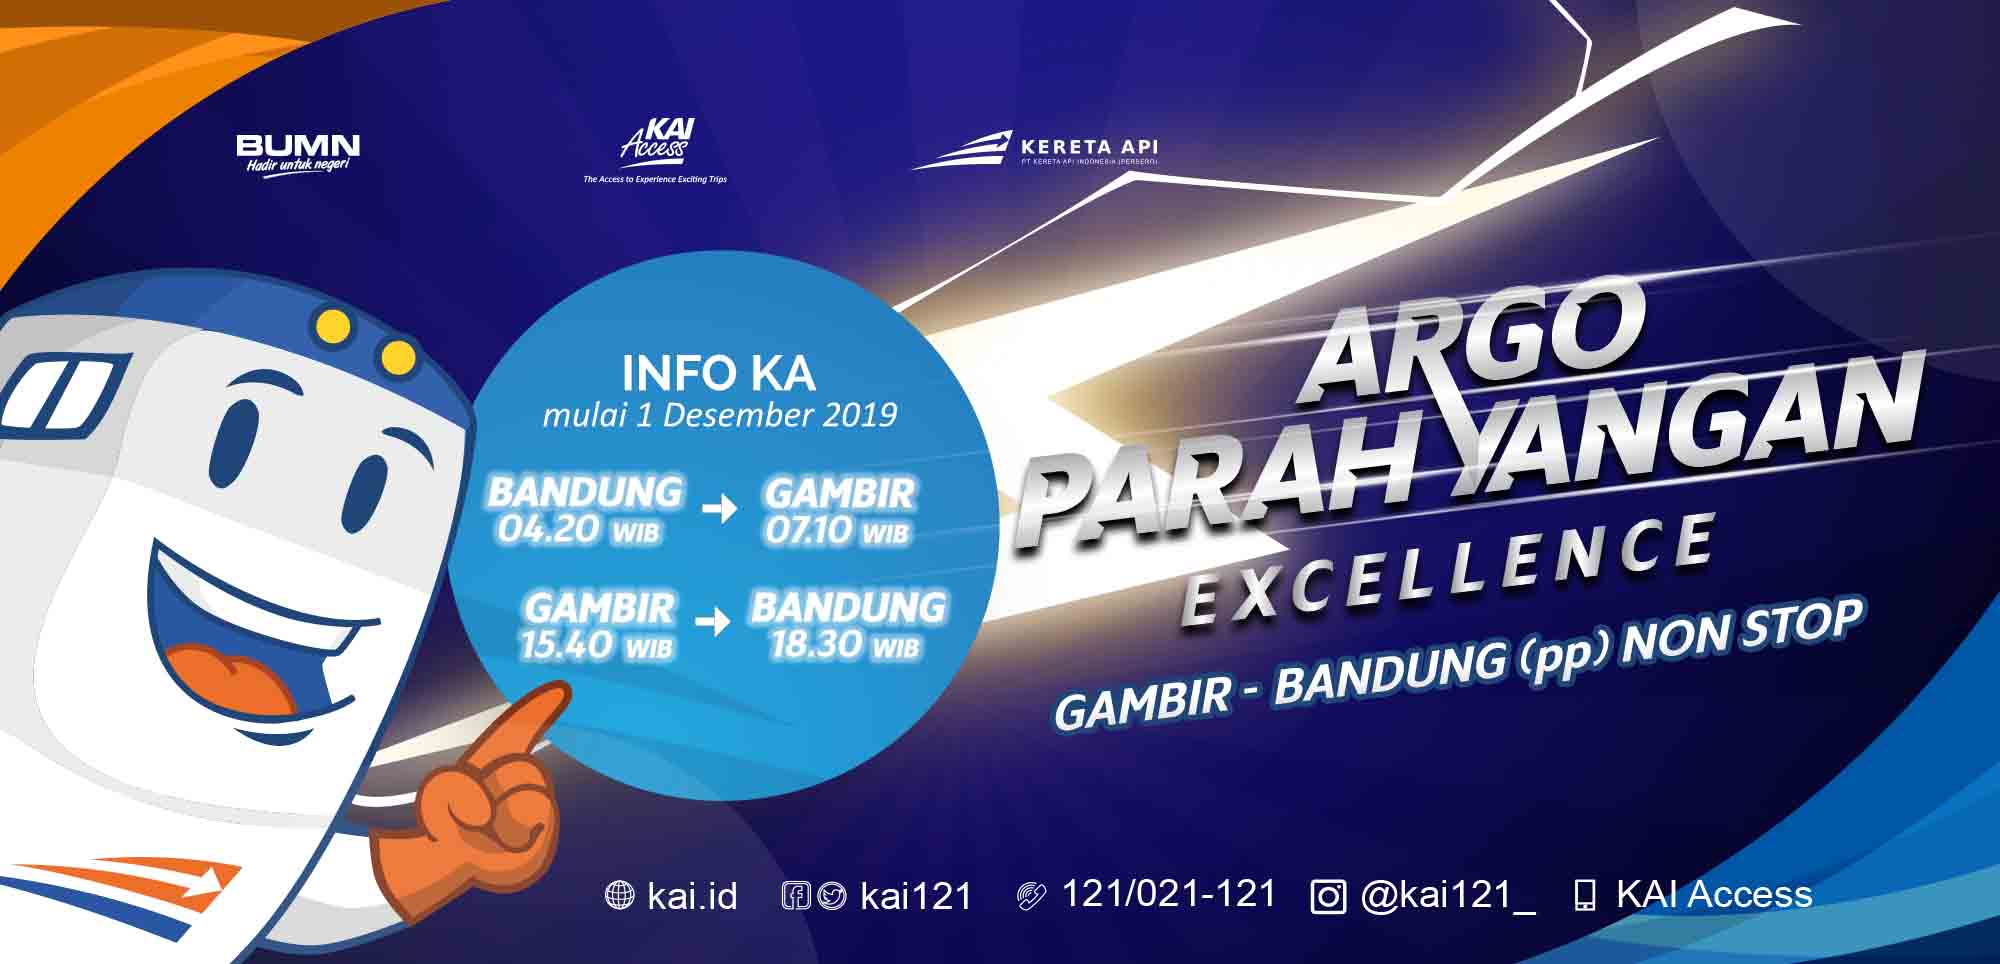 BUMN
Hadir untuk negeri
KAI
Access
The Access to Experience Exciting Trips
KERETA API
PT KERETA API INDONESIA (PERSERO)
INFO KA
mulai 1 Desember 2019
BANDUNG → GAMBIR
04.20 WIB 07.10 WIB
GAMBIR → BANDUNG
15.40 WIB 18.30 WIB
ARGO
PARAHYANGAN
EXCELLENCE
GAMBIR - BANDUNG (pp) NON STOP
kai.id kai121 121/021-121 @kai121_ KAI Access